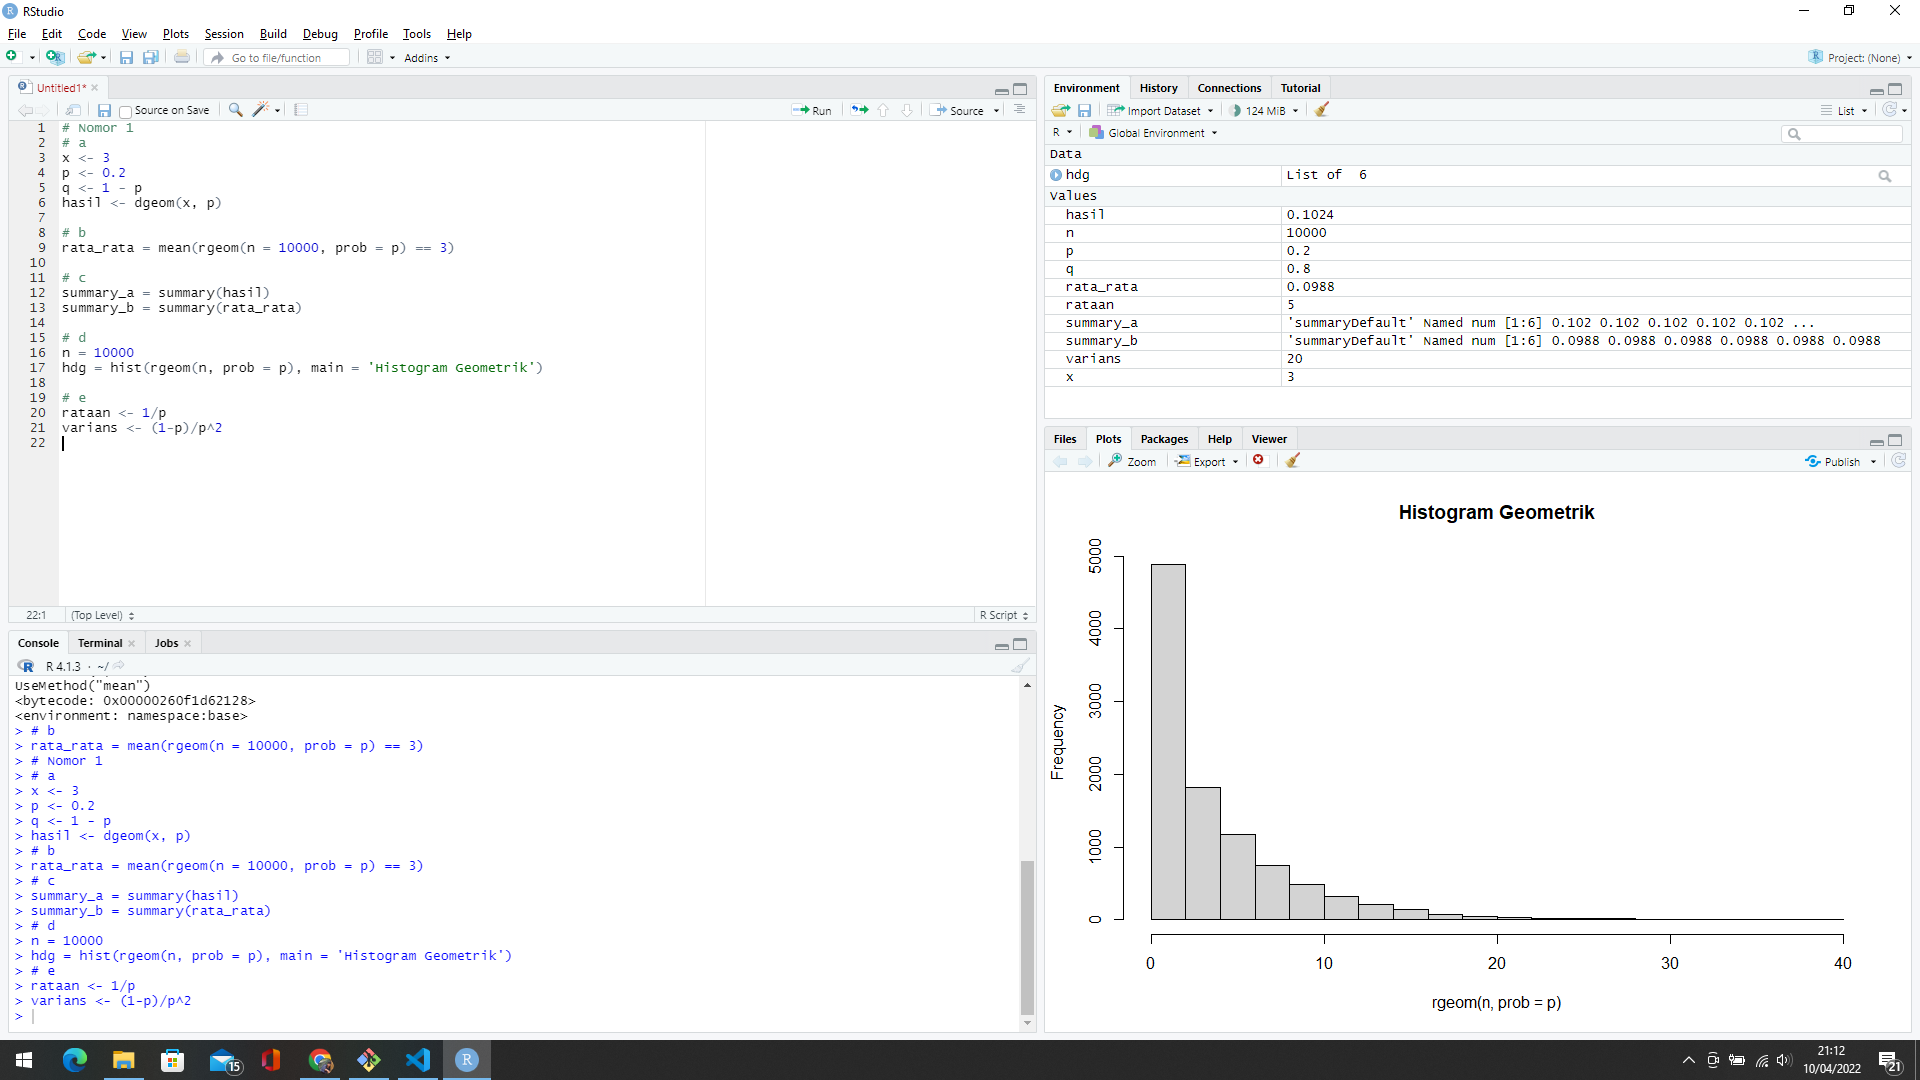 RStudio
File Edit Code View Plots Session Build Debug Profile Tools Help
Go to file/function Addins Project: (None)
Untitled1*
Source on Save Run Source
1 # Nomor 1
2 # a
3 x <- 3
4 p <- 0.2
5 q <- 1 - p
6 hasil <- dgeom(x, p)
7
8 # b
9 rata_rata = mean(rgeom(n = 10000, prob = p) == 3)
10
11 # c
12 summary_a = summary(hasil)
13 summary_b = summary(rata_rata)
14
15 # d
16 n = 10000
17 hdg = hist(rgeom(n, prob = p), main = 'Histogram Geometrik')
18
19 # e
20 rataan <- 1/p
21 varians <- (1-p)/p^2
22
22:1 (Top Level) R Script
Console Terminal Jobs
R 4.1.3 · ~/
UseMethod("mean")
<bytecode: 0x00000260f1d62128>
<environment: namespace:base>
> # b
> rata_rata = mean(rgeom(n = 10000, prob = p) == 3)
> # Nomor 1
> # a
> x <- 3
> p <- 0.2
> q <- 1 - p
> hasil <- dgeom(x, p)
> # b
> rata_rata = mean(rgeom(n = 10000, prob = p) == 3)
> # c
> summary_a = summary(hasil)
> summary_b = summary(rata_rata)
> # d
> n = 10000
> hdg = hist(rgeom(n, prob = p), main = 'Histogram Geometrik')
> # e
> rataan <- 1/p
> varians <- (1-p)/p^2
>
Environment History Connections Tutorial
Import Dataset 124 MiB List
R Global Environment
Data
hdg List of 6
Values
hasil 0.1024
n 10000
p 0.2
q 0.8
rata_rata 0.0988
rataan 5
summary_a 'summaryDefault' Named num [1:6] 0.102 0.102 0.102 0.102 0.102 ...
summary_b 'summaryDefault' Named num [1:6] 0.0988 0.0988 0.0988 0.0988 0.0988 0.0988
varians 20
x 3
Files Plots Packages Help Viewer
Zoom Export Publish
Histogram Geometrik
Frequency
5000
4000
3000
2000
1000
0
0 10 20 30 40
rgeom(n, prob = p)
15
21:12
10/04/2022
21